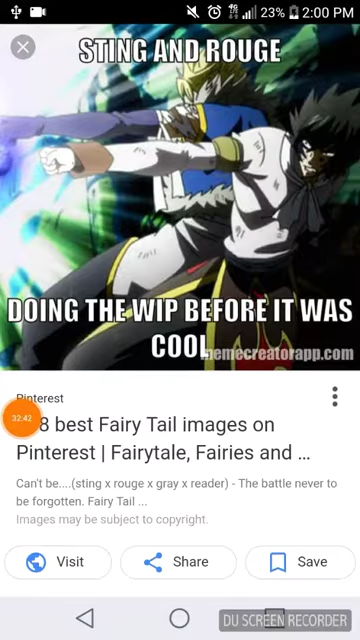 4G 23% 2:00 PM
STING AND ROUGE
DOING THE WIP BEFORE IT WAS
COOL
memecreatorapp.com
Pinterest
32:42
8 best Fairy Tail images on
Pinterest | Fairytale, Fairies and ...
Can't be....(sting x rouge x gray x reader) - The battle never to
be forgotten. Fairy Tail ...
Images may be subject to copyright.
Visit Share Save
DU SCREEN RECORDER